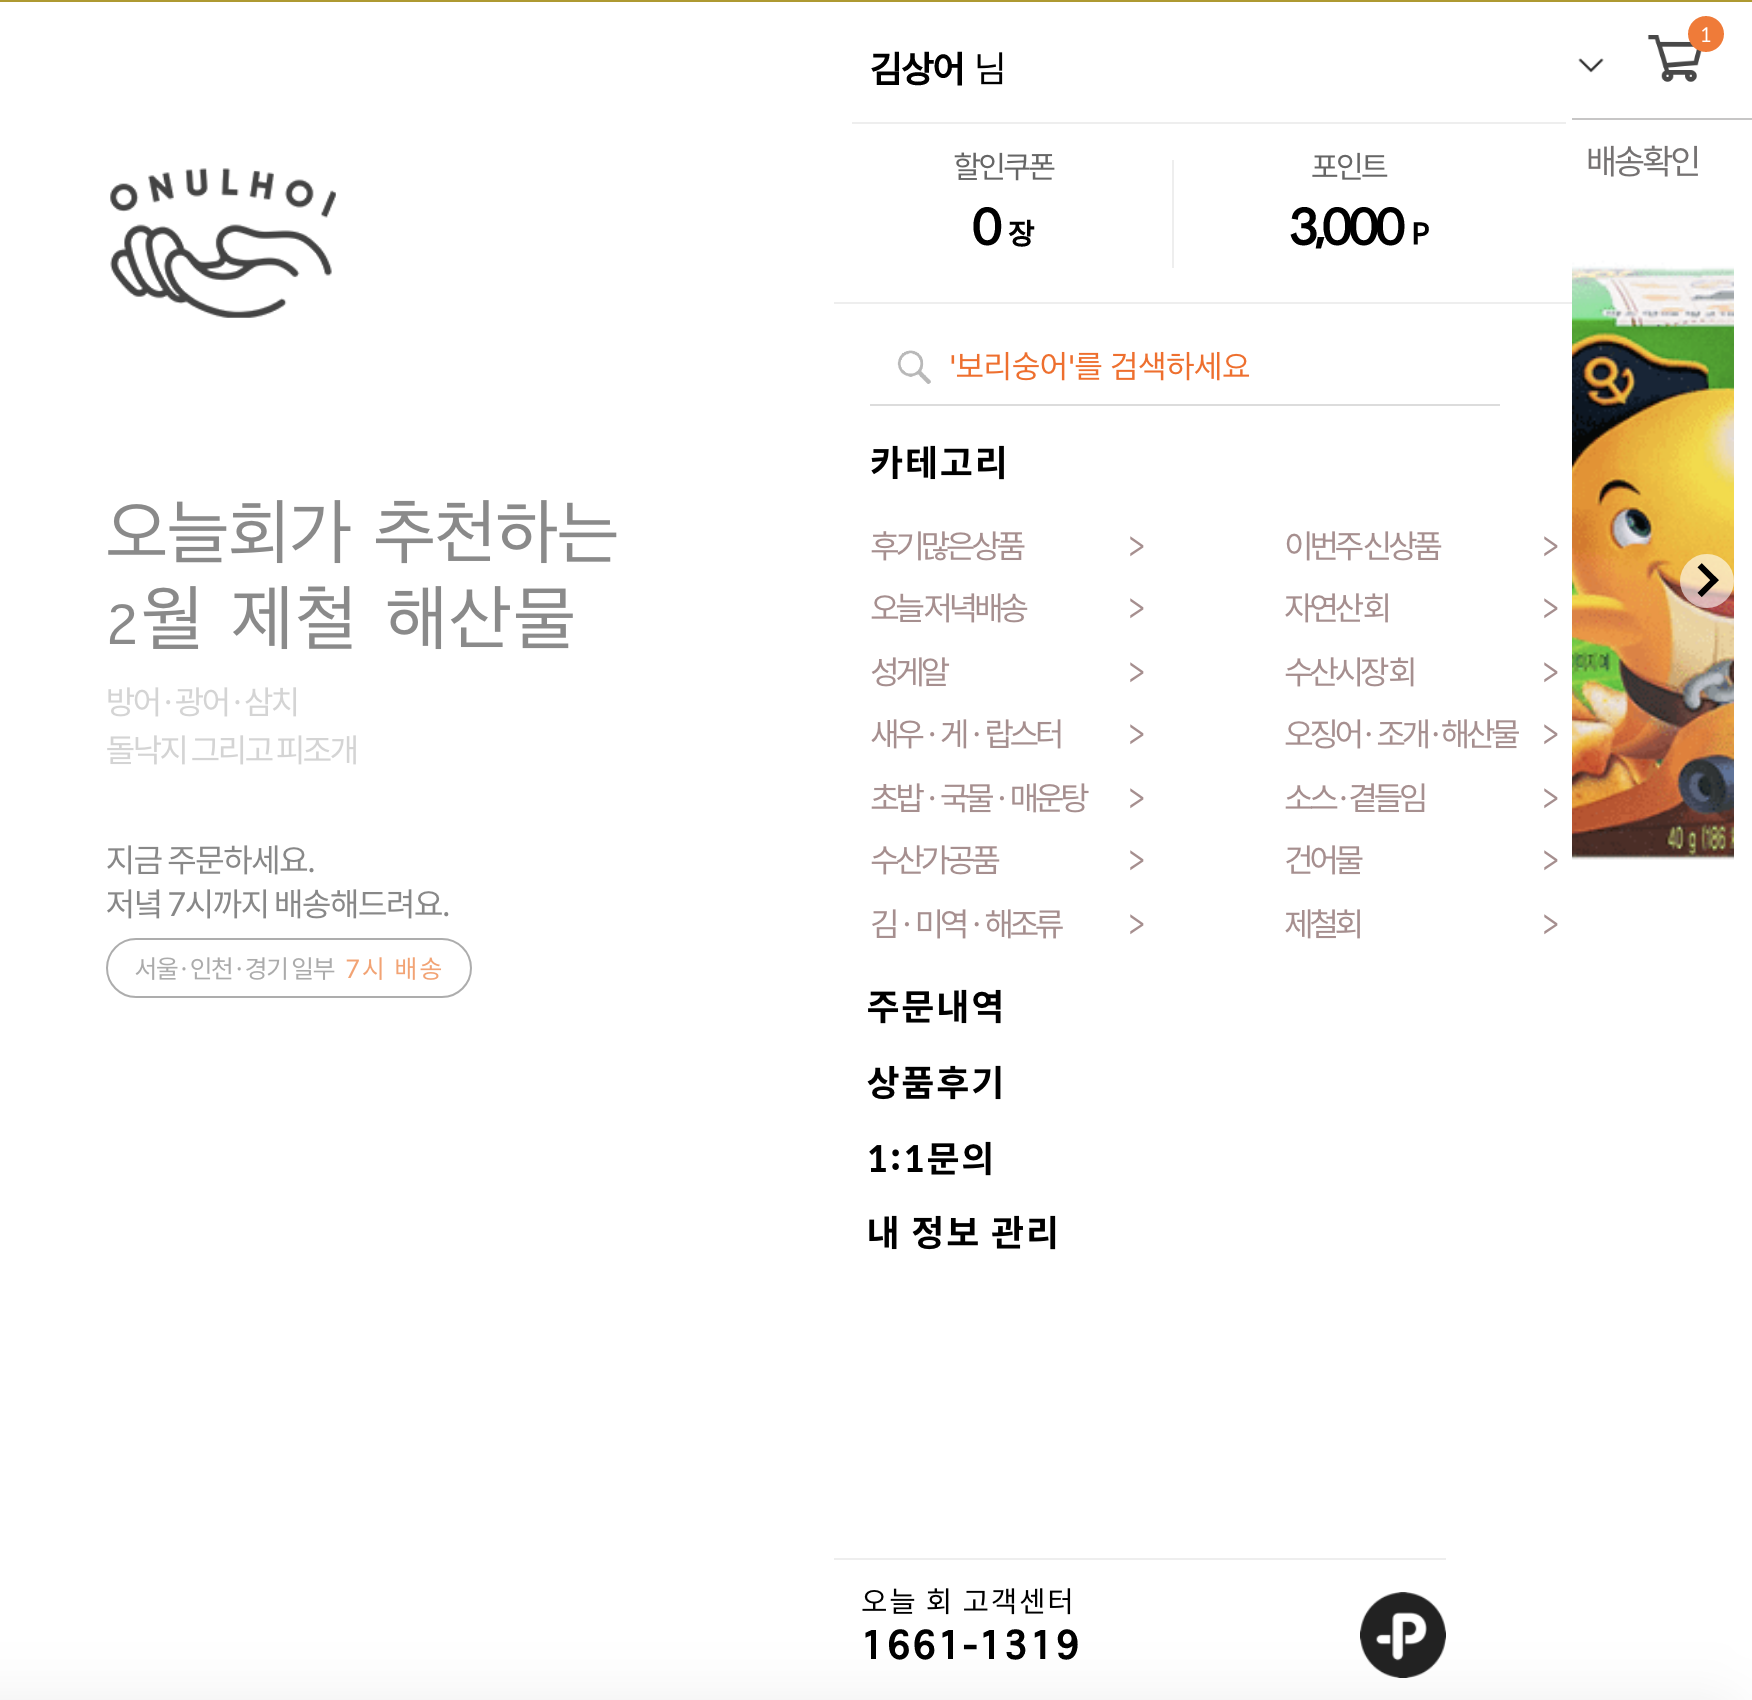 ONULHOI
오늘회가 추천하는
2월 제철 해산물
방어·광어·삼치
돌낙지 그리고 피조개
지금 주문하세요.
저녁 7시까지 배송해드려요.
서울·인천·경기 일부 7시 배송
김상어 님
할인쿠폰
0 장
포인트
3,000 P
'보리숭어'를 검색하세요
카테고리
후기많은상품 >
이번주 신상품 >
오늘 저녁배송 >
자연산 회 >
성게알 >
수산시장 회 >
새우 · 게 · 랍스터 >
오징어 · 조개 · 해산물 >
초밥 · 국물 · 매운탕 >
소스 · 곁들임 >
수산가공품 >
건어물 >
김 · 미역 · 해조류 >
제철회 >
주문내역
상품후기
1:1문의
내 정보 관리
오늘 회 고객센터
1661-1319
P
1
배송확인
미지 예
40 g (186